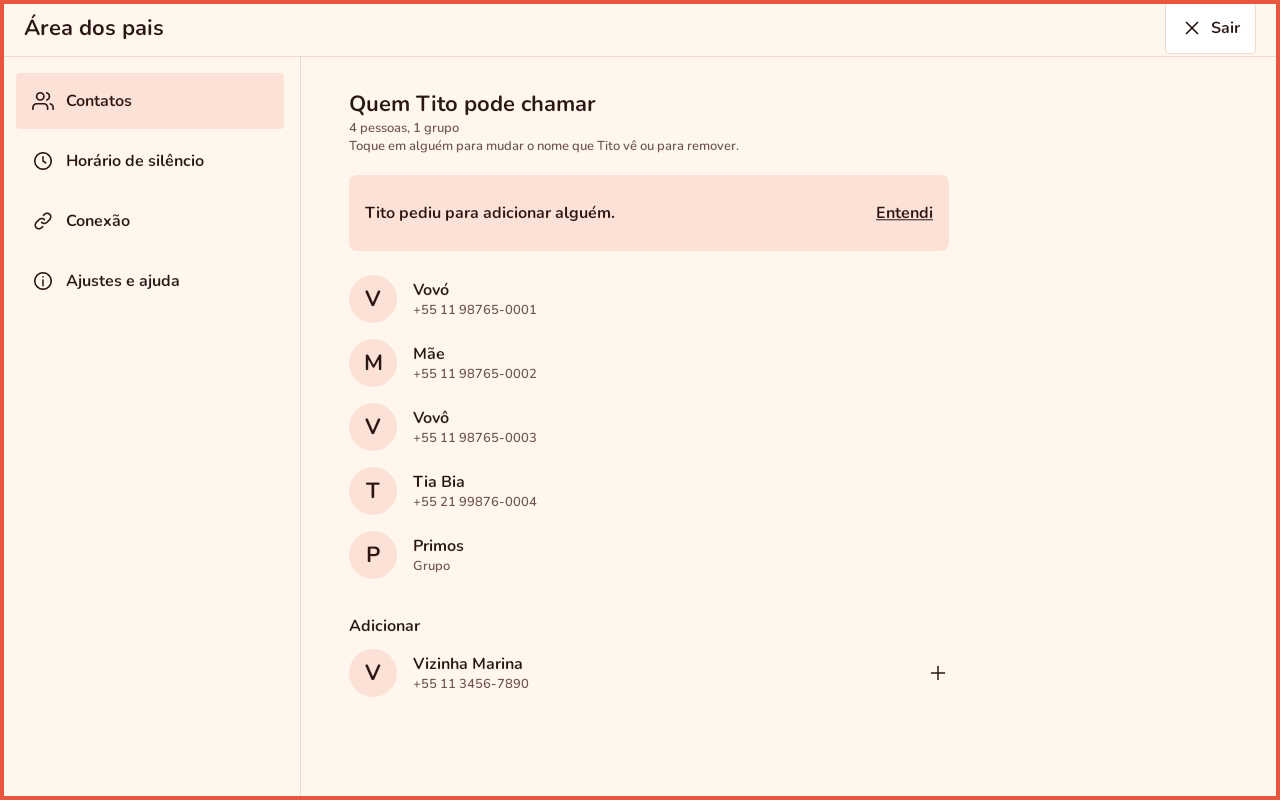 Área dos pais
Sair
Contatos
Horário de silêncio
Conexão
Ajustes e ajuda
Quem Tito pode chamar
4 pessoas, 1 grupo
Toque em alguém para mudar o nome que Tito vê ou para remover.
Tito pediu para adicionar alguém.
Entendi
V
Vovó
+55 11 98765-0001
M
Mãe
+55 11 98765-0002
V
Vovô
+55 11 98765-0003
T
Tia Bia
+55 21 99876-0004
P
Primos
Grupo
Adicionar
V
Vizinha Marina
+55 11 3456-7890